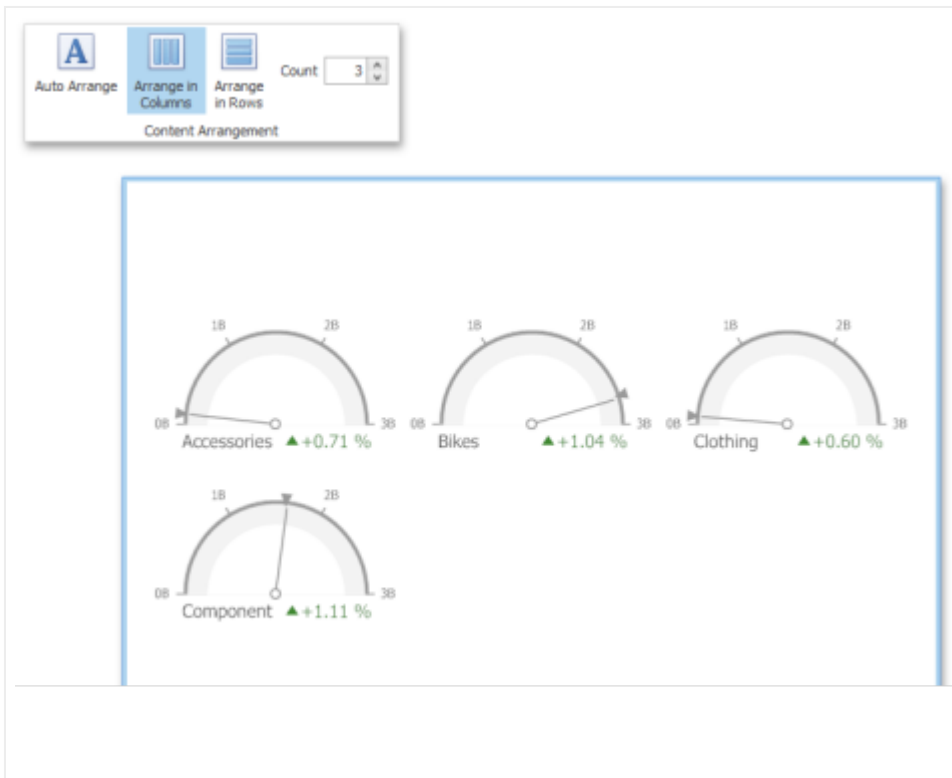 A
Auto Arrange
Arrange in
Columns
Arrange
in Rows
Count 3
Content Arrangement
1B 2B 1B 2B 1B 2B
0B 3B 0B 3B 0B 3B
Accessories ▲+0.71 % Bikes ▲+1.04 % Clothing ▲+0.60 %
1B 2B
0B 3B
Component ▲+1.11 %